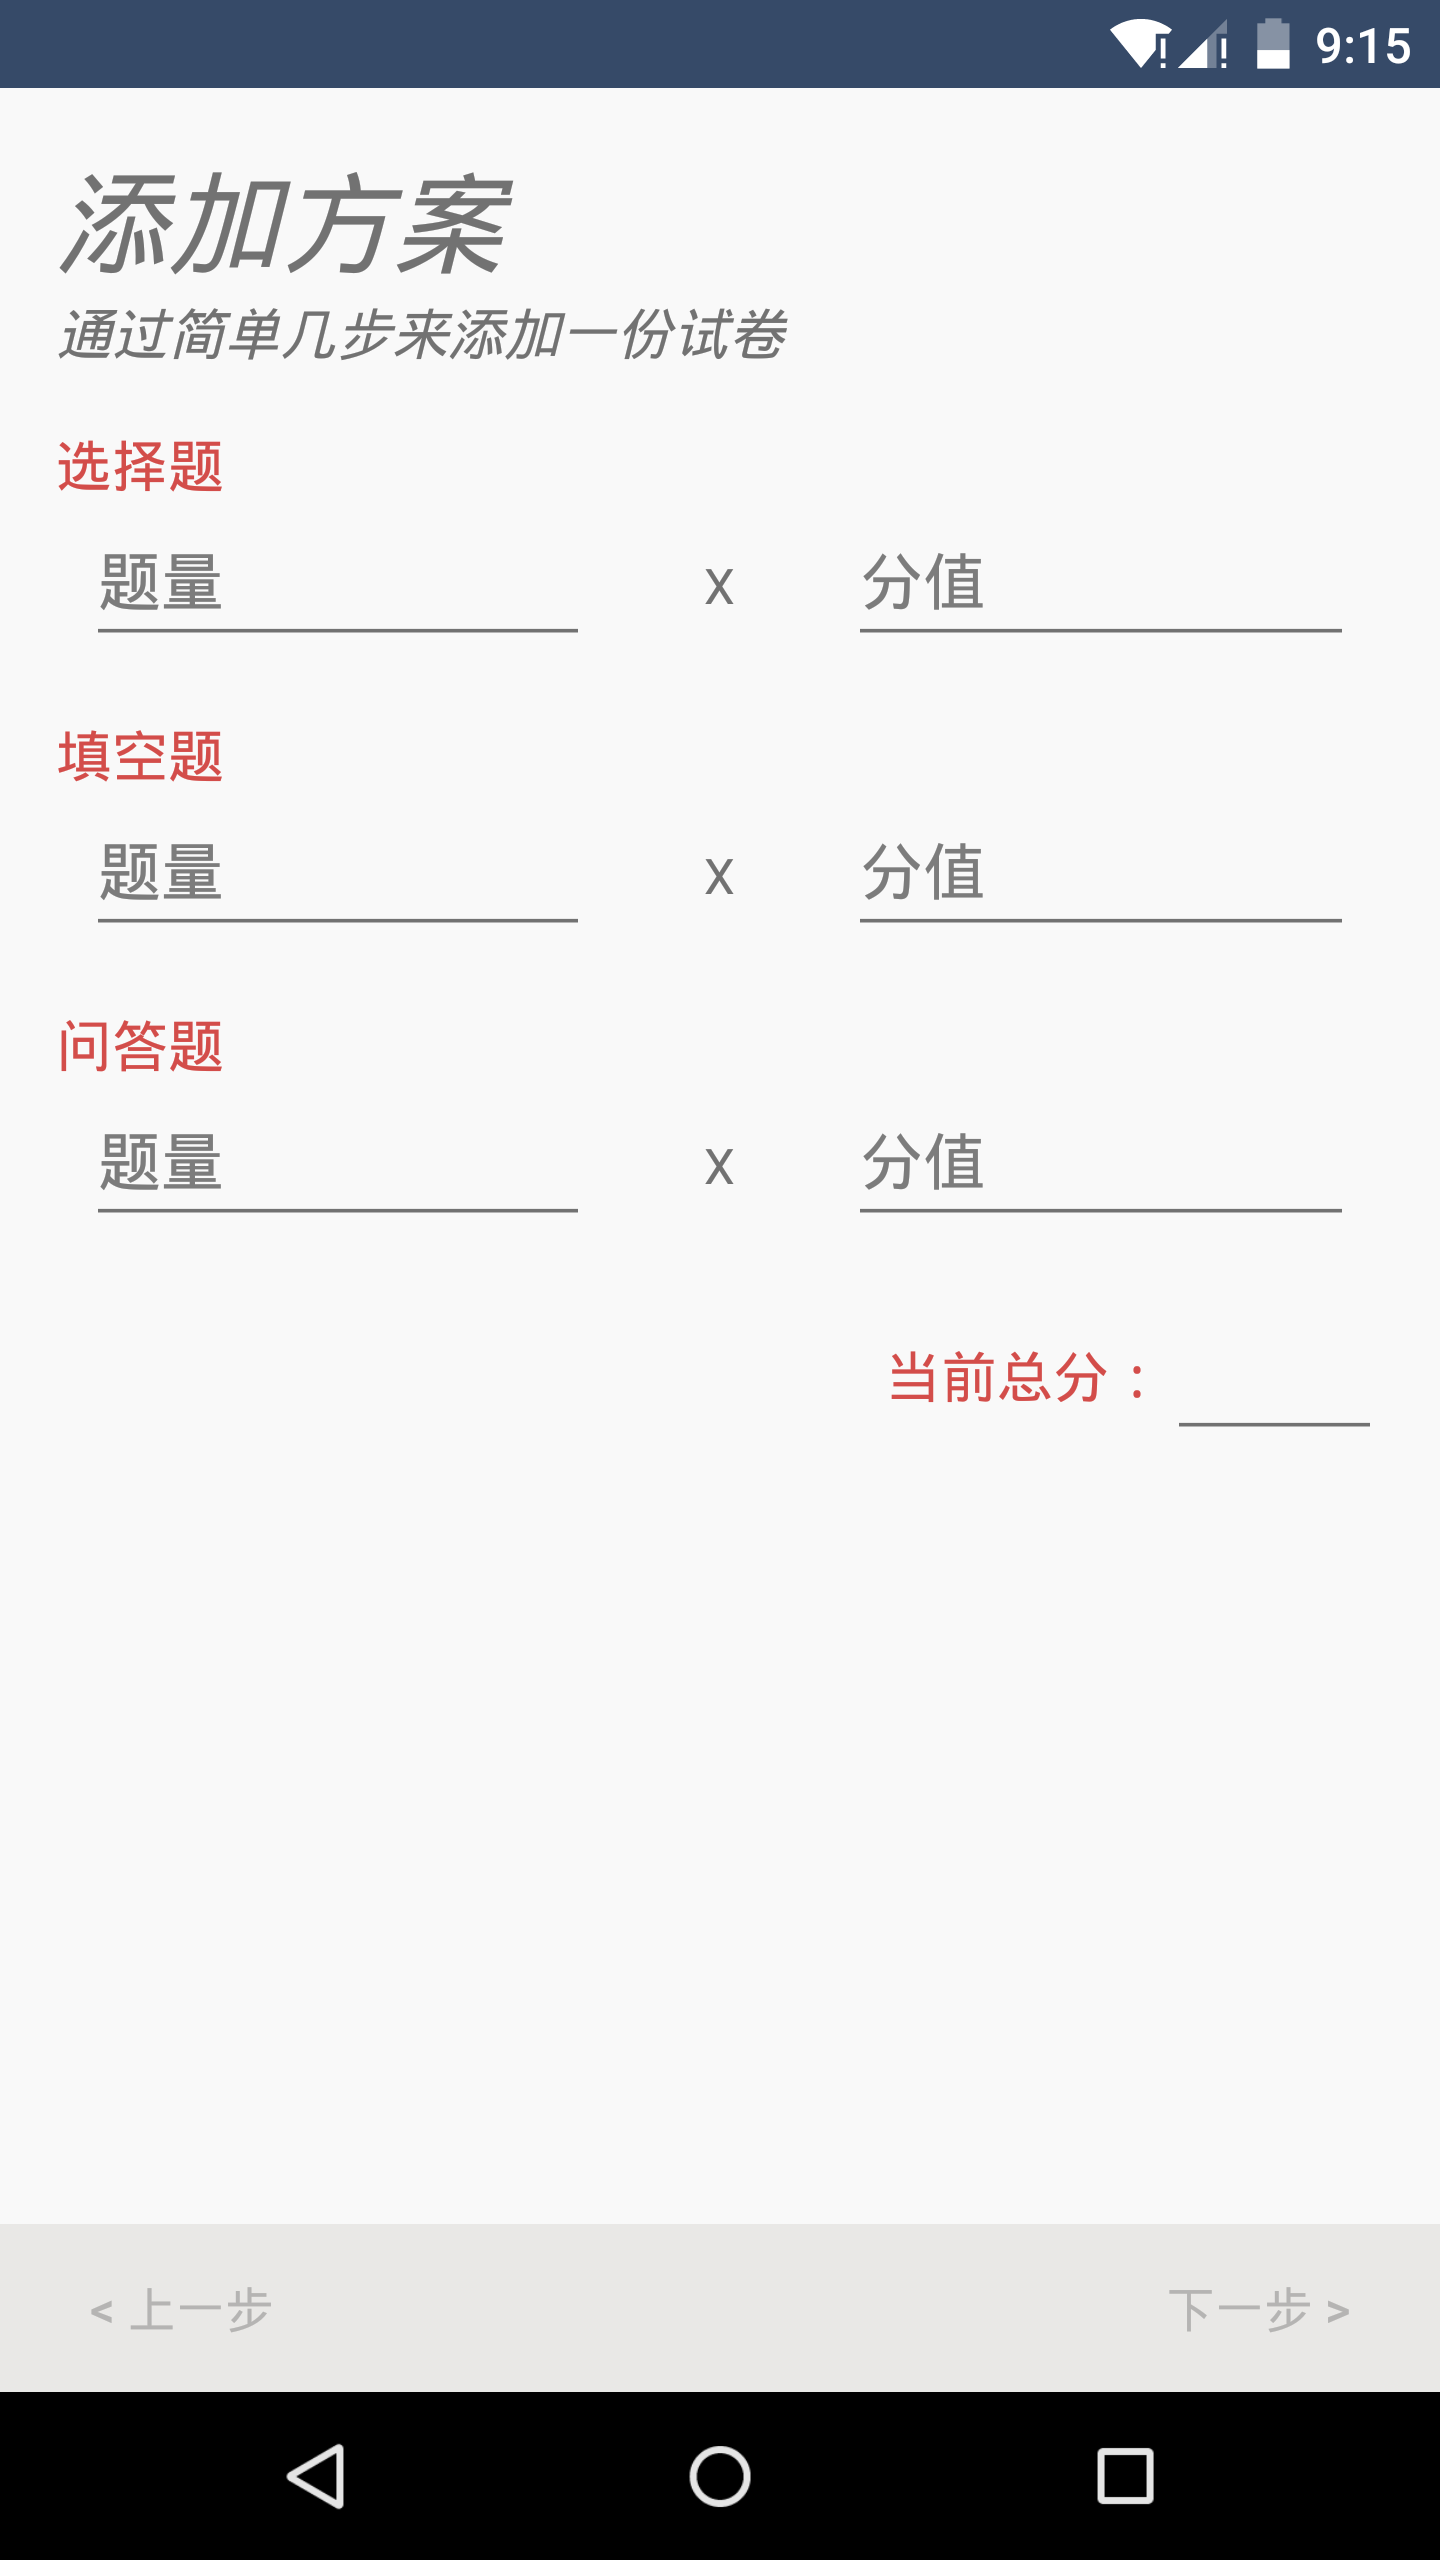 9:15
添加方案
通过简单几步来添加一份试卷
选择题
题量 x 分值
填空题
题量 x 分值
问答题
题量 x 分值
当前总分：
< 上一步 下一步 >